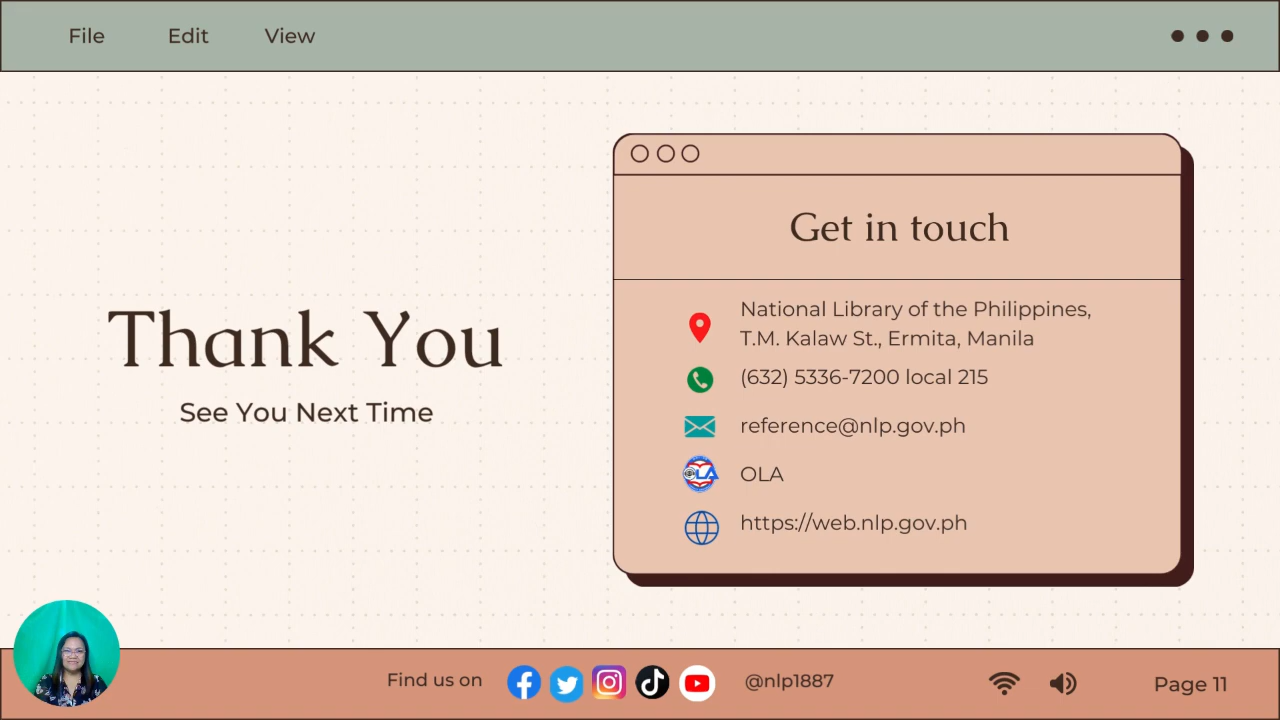 File Edit View
Thank You
See You Next Time
Get in touch
National Library of the Philippines,
T.M. Kalaw St., Ermita, Manila
(632) 5336-7200 local 215
reference@nlp.gov.ph
OLA
OLA
https://web.nlp.gov.ph
Find us on @nlp1887 Page 11